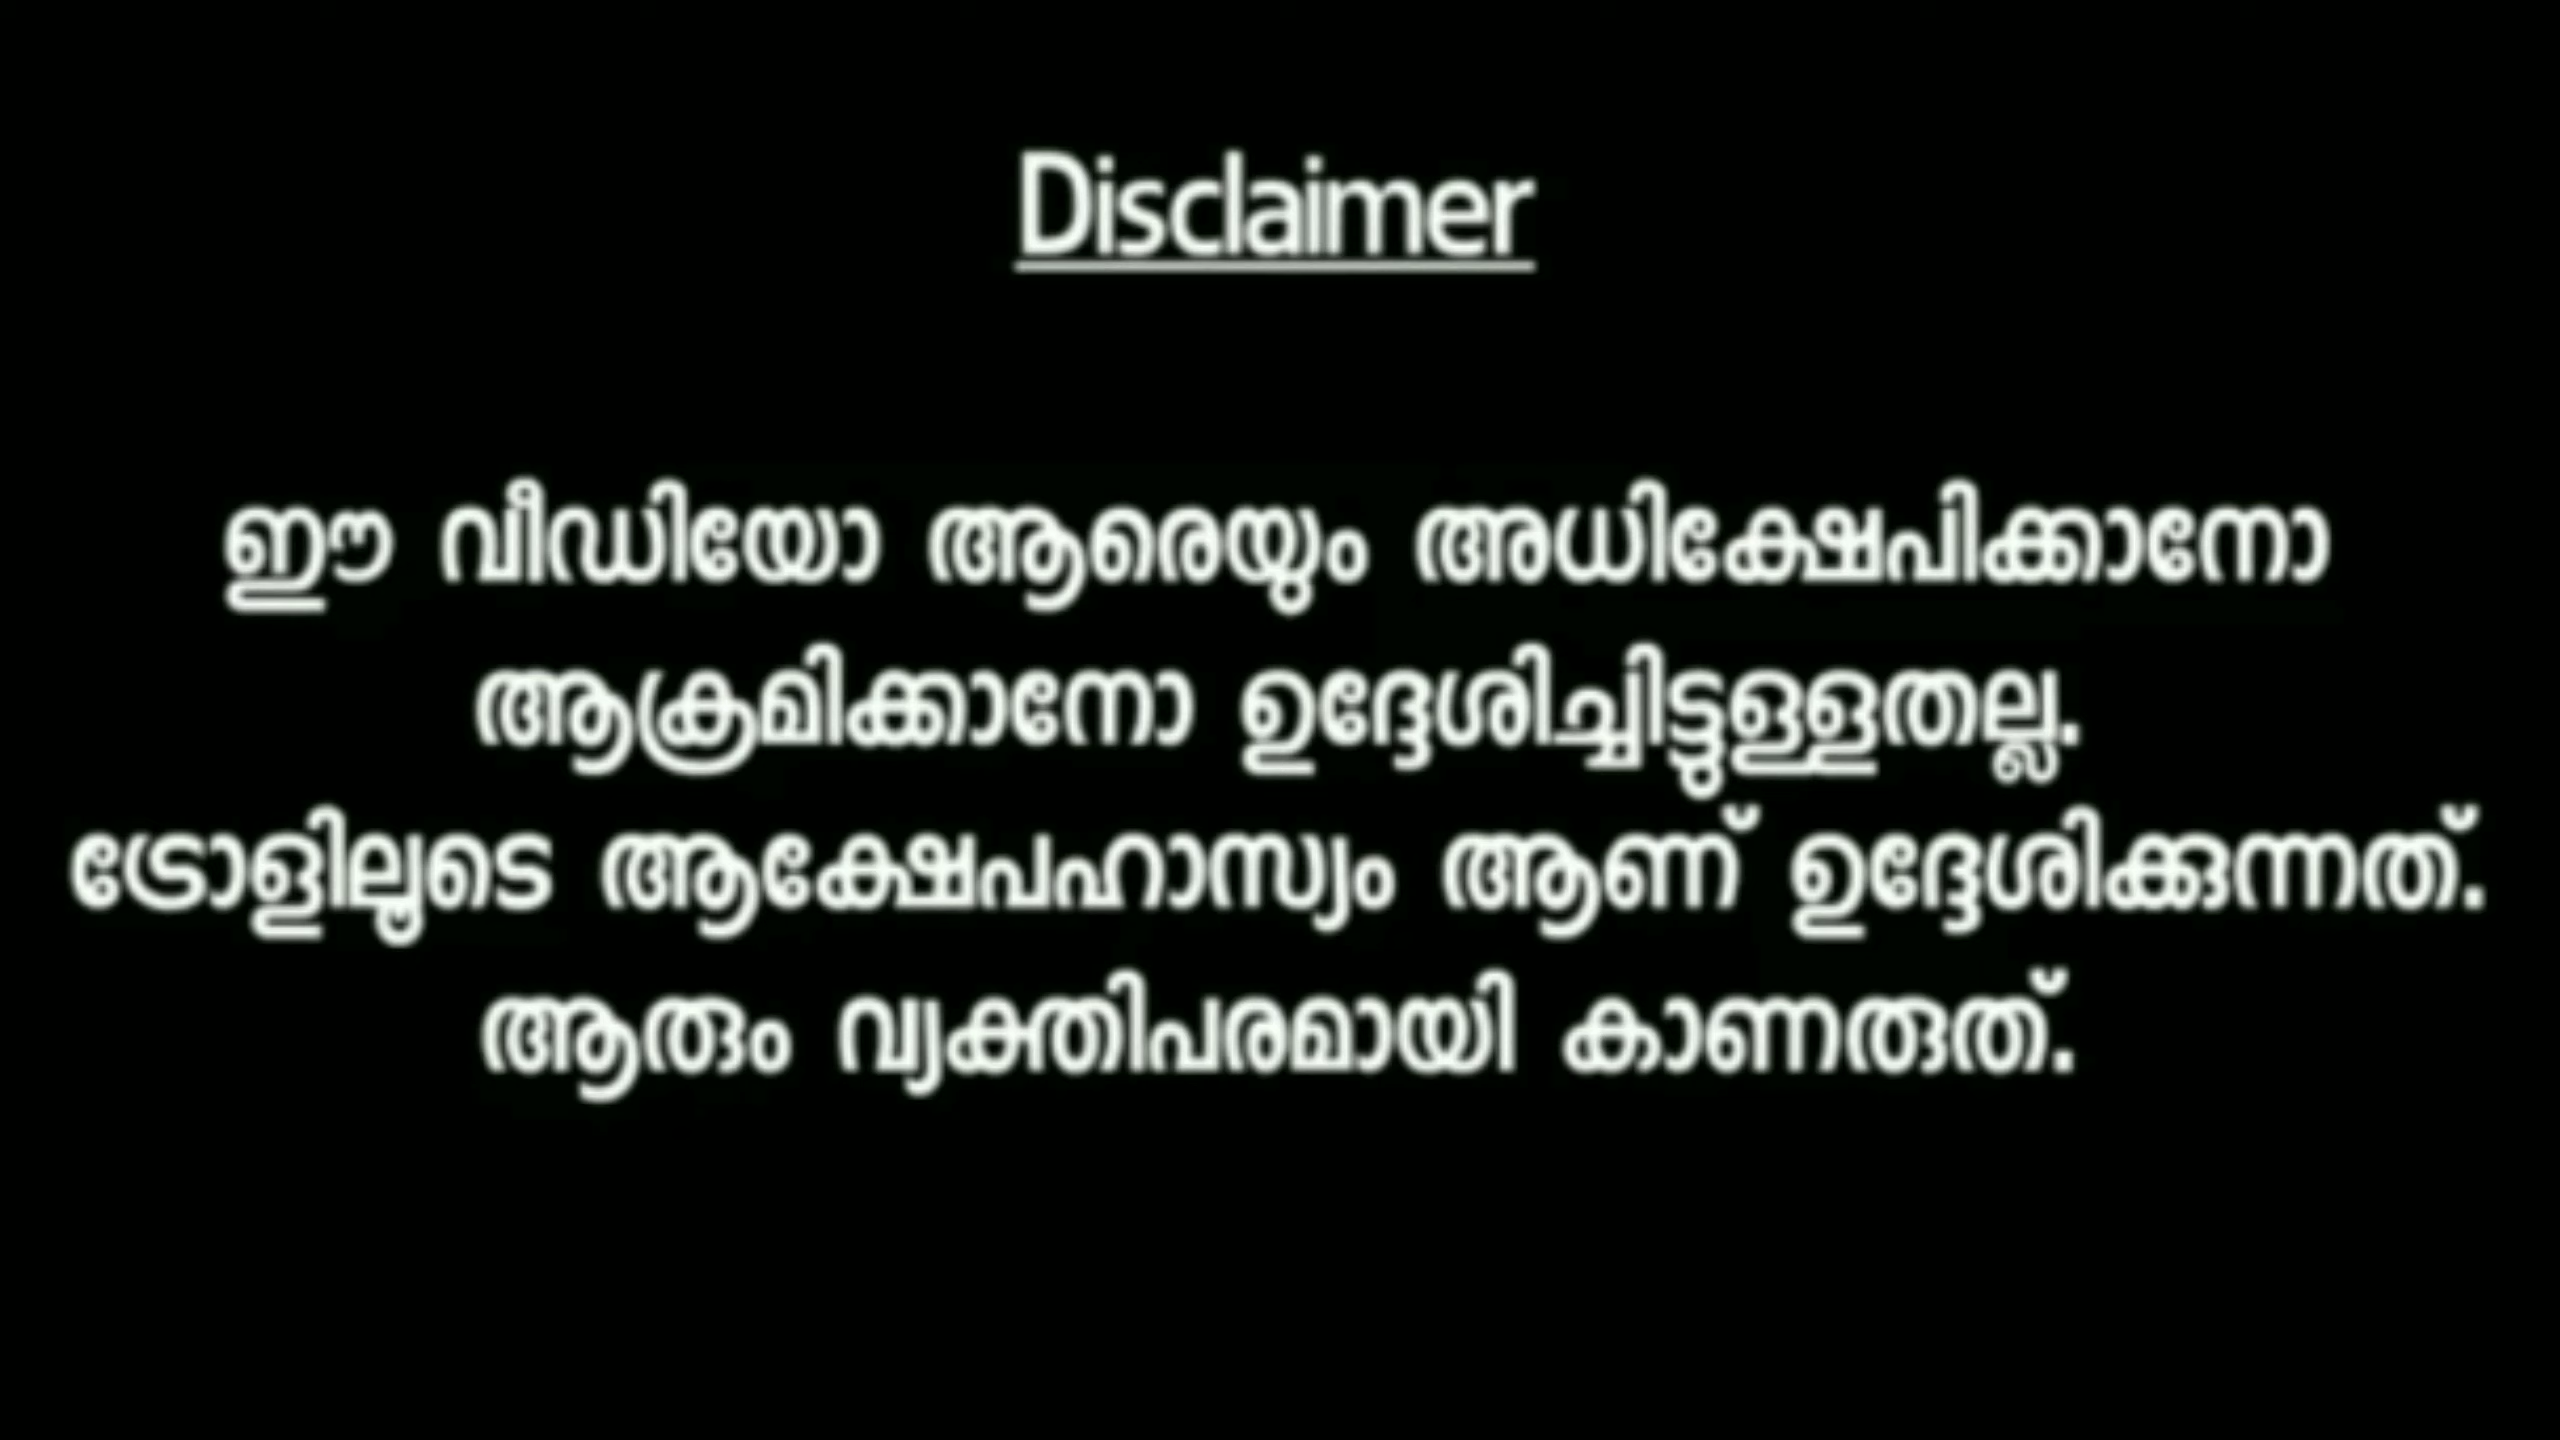 Disclaimer
ഈ വീഡിയോ ആരെയും അധിക്ഷേപിക്കാനോ
ആക്രമിക്കാനോ ഉദ്ദേശിച്ചിട്ടുള്ളതല്ല.
ട്രോളിലൂടെ ആക്ഷേപഹാസ്യം ആണ് ഉദ്ദേശിക്കുന്നത്.
ആരും വ്യക്തിപരമായി കാണരുത്.